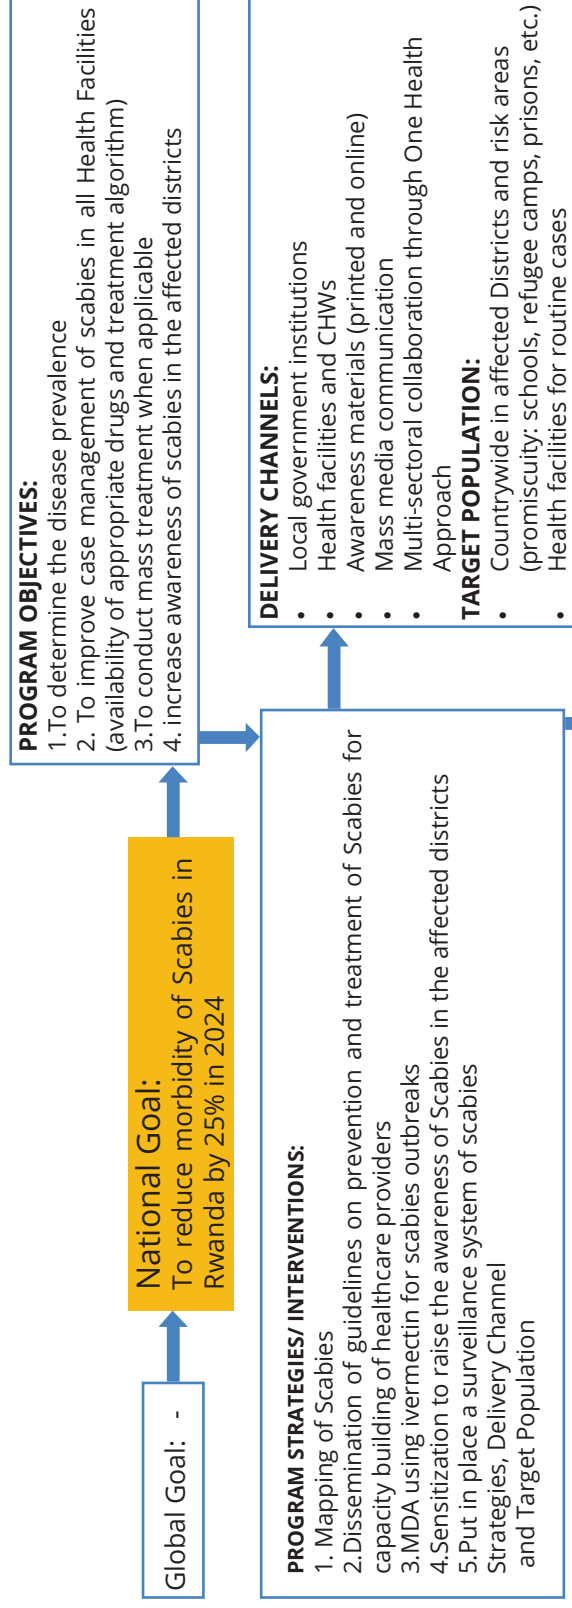 Global Goal:  -
National Goal:
To reduce morbidity of Scabies in
Rwanda by 25% in 2024
PROGRAM OBJECTIVES:
1.To determine the disease prevalence
2. To improve case management of scabies in all Health Facilities
(availability of appropriate drugs and treatment algorithm)
3.To conduct mass treatment when applicable
4. increase awareness of scabies in the affected districts
PROGRAM STRATEGIES/ INTERVENTIONS:
1. Mapping of Scabies
2.Dissemination of guidelines on prevention and treatment of Scabies for
capacity building of healthcare providers
3.MDA using ivermectin for scabies outbreaks
4.Sensitization to raise the awareness of Scabies in the affected districts
5.Put in place a surveillance system of scabies
Strategies, Delivery Channel
and Target Population
DELIVERY CHANNELS:
• Local government institutions
• Health facilities and CHWs
• Awareness materials (printed and online)
• Mass media communication
• Multi-sectoral collaboration through One Health
Approach
TARGET POPULATION:
• Countrywide in affected Districts and risk areas
(promiscuity: schools, refugee camps, prisons, etc.)
• Health facilities for routine cases